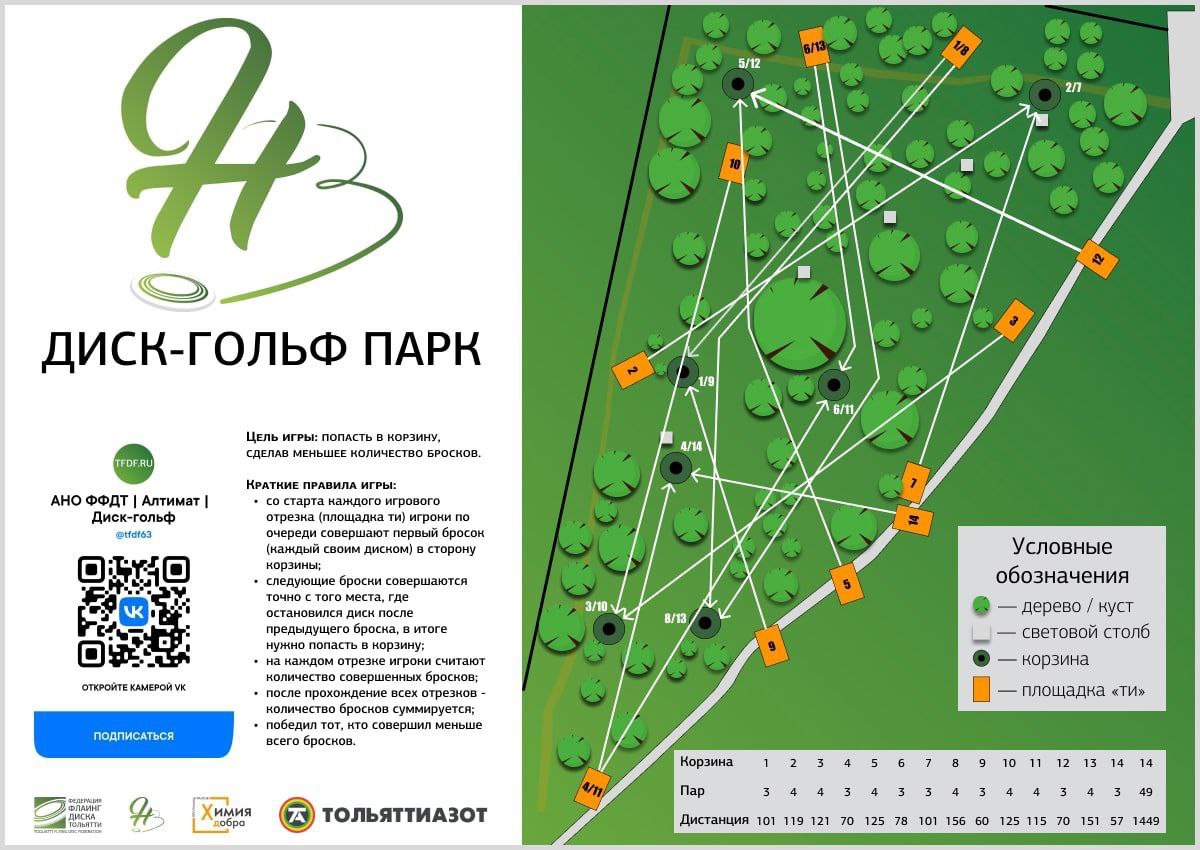 ДИСК-ГОЛЬФ ПАРК
TFDF.RU
АНО ФФДТ | Алтимат |
Диск-гольф
@tfdf63
ОТКРОЙТЕ КАМЕРОЙ VK
ПОДПИСАТЬСЯ
Цель игры: попасть в корзину,
сделав меньшее количество бросков.
Краткие правила игры:
• со старта каждого игрового
отрезка (площадка ти) игроки по
очереди совершают первый бросок
(каждый своим диском) в сторону
корзины;
• следующие броски совершаются
точно с того места, где
остановился диск после
предыдущего броска, в итоге
нужно попасть в корзину;
• на каждом отрезке игроки считают
количество совершенных бросков;
• после прохождение всех отрезков -
количество бросков суммируется;
• победил тот, кто совершил меньше
всего бросков.
ФЕДЕРАЦИЯ
ФЛАИНГ
ДИСКА
ТОЛЬЯТТИ
TOGLIATTI FLYING DISC FEDERATION
Химия
добра
ТОЛЬЯТТИАЗОТ
6/13
1/8
5/12
2/7
10
12
3
2
1/9
6/11
4/14
7
14
5
3/10
8/13
9
4/11
Условные
обозначения
— дерево / куст
— световой столб
— корзина
— площадка «ти»
Корзина 1 2 3 4 5 6 7 8 9 10 11 12 13 14 14
Пар 3 4 4 3 4 3 3 4 3 4 4 3 4 3 49
Дистанция 101 119 121 70 125 78 101 156 60 125 115 70 151 57 1449